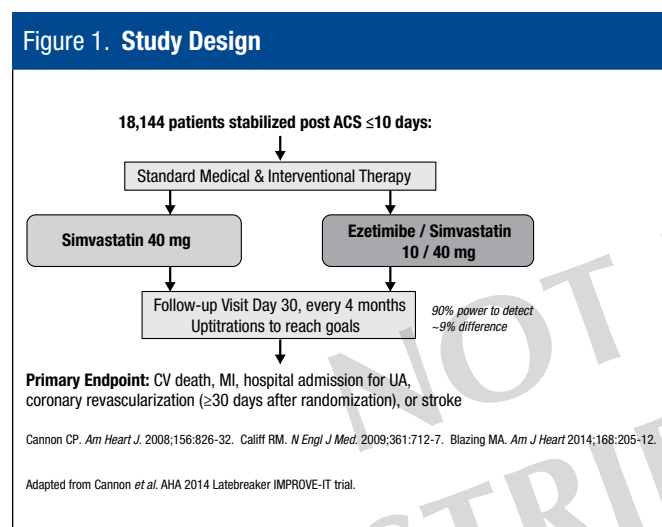 Figure 1. Study Design
18,144 patients stabilized post ACS ≤10 days:
Standard Medical & Interventional Therapy
Simvastatin 40 mg
Ezetimibe / Simvastatin
10 / 40 mg
Follow-up Visit Day 30, every 4 months
Uptitrations to reach goals
90% power to detect
~9% difference
Primary Endpoint: CV death, MI, hospital admission for UA,
coronary revascularization (≥30 days after randomization), or stroke
Cannon CP. Am Heart J. 2008;156:826-32. Califf RM. N Engl J Med. 2009;361:712-7. Blazing MA. Am J Heart 2014;168:205-12.
Adapted from Cannon et al. AHA 2014 Latebreaker IMPROVE-IT trial.
NOT